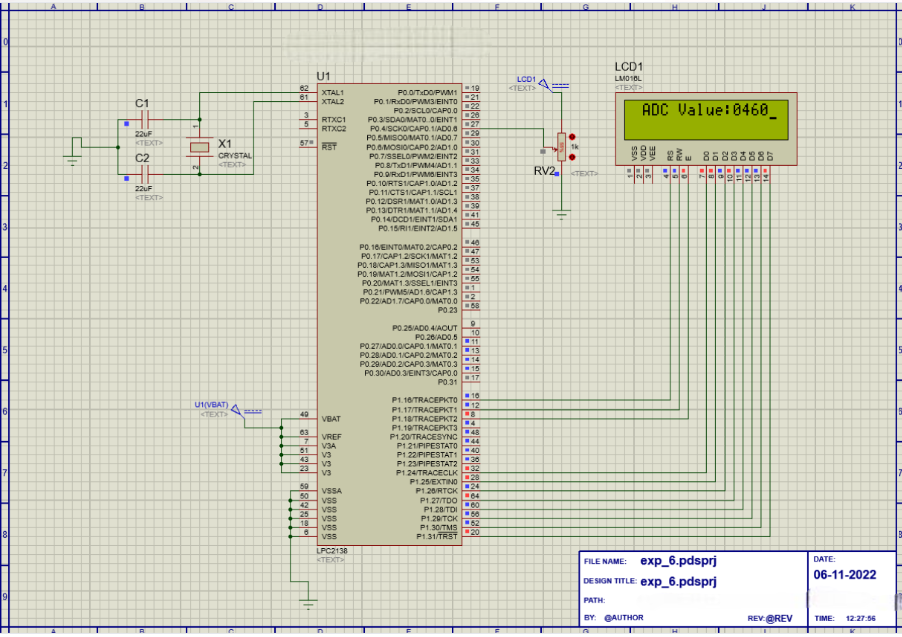 A B C D E F G H J K
0
1
2
3
4
5
6
7
8
9
U1
62 XTAL1
61 XTAL2
3 RTXC1
5 RTXC2
57 RST
49 VBAT
63 VREF
7 V3A
51 V3
43 V3
23 V3
59 VSSA
50 VSS
42 VSS
25 VSS
18 VSS
6 VSS
P0.0/TxD0/PWM1 19
P0.1/RxD0/PWM3/EINT0 21
P0.2/SCL0/CAP0.0 22
P0.3/SDA0/MAT0..0/EINT1 26
P0.4/SCK0/CAP0.1/AD0.6 27
P0.5/MISO0/MAT0.1/AD0.7 29
P0.6/MOSI0/CAP0.2/AD1.0 30
P0.7/SSEL0/PWM2/EINT2 31
P0.8/TxD1/PWM4/AD1.1 33
P0.9/RxD1/PWM6/EINT3 34
P0.10/RTS1/CAP1.0/AD1.2 35
P0.11/CTS1/CAP1.1/SCL1 37
P0.12/DSR1/MAT1.0/AD1.3 38
P0.13/DTR1/MAT1.1/AD1.4 39
P0.14/DCD1/EINT1/SDA1 41
P0.15/RI1/EINT2/AD1.5 45
P0.16/EINT0/MAT0.2/CAP0.2 46
P0.17/CAP1.2/SCK1/MAT1.2 47
P0.18/CAP1.3/MISO1/MAT1.3 53
P0.19/MAT1.2/MOSI1/CAP1.2 54
P0.20/MAT1.3/SSEL1/EINT3 55
P0.21/PWM5/AD1.6/CAP1.3 1
P0.22/AD1.7/CAP0.0/MAT0.0 2
P0.23 58
P0.25/AD0.4/AOUT 9
P0.26/AD0.5 10
P0.27/AD0.0/CAP0.1/MAT0.1 11
P0.28/AD0.1/CAP0.2/MAT0.2 13
P0.29/AD0.2/CAP0.3/MAT0.3 14
P0.30/AD0.3/EINT3/CAP0.0 15
P0.31 17
P1.16/TRACEPKT0 16
P1.17/TRACEPKT1 12
P1.18/TRACEPKT2 8
P1.19/TRACEPKT3 4
P1.20/TRACESYNC 48
P1.21/PIPESTAT0 44
P1.22/PIPESTAT1 40
P1.23/PIPESTAT2 36
P1.24/TRACECLK 32
P1.25/EXTIN0 28
P1.26/RTCK 24
P1.27/TDO 64
P1.28/TDI 60
P1.29/TCK 56
P1.30/TMS 52
P1.31/TRST 20
LPC2138
<TEXT>
C1
22uF
<TEXT>
C2
22uF
<TEXT>
1
X1
CRYSTAL
2
<TEXT>
U1(VBAT)
<TEXT>
LCD1
<TEXT>
1k
RV2
<TEXT>
LCD1
LM016L
<TEXT>
ADC Value:0460_
VSS VDD VEE RS RW E D0 D1 D2 D3 D4 D5 D6 D7
1 2 3 4 5 6 7 8 9 10 11 12 13 14
FILE NAME: exp_6.pdsprj
DESIGN TITLE: exp_6.pdsprj
PATH:
BY: @AUTHOR REV:@REV
DATE:
06-11-2022
TIME: 12:27:56
A B C D E F G H J K